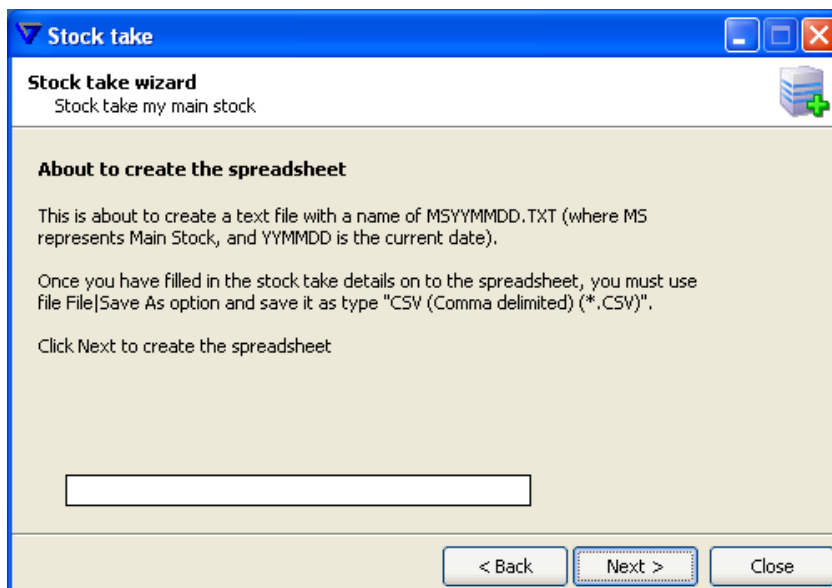 Stock take
Stock take wizard
Stock take my main stock
About to create the spreadsheet
This is about to create a text file with a name of MSYYMMDD.TXT (where MS
represents Main Stock, and YYMMDD is the current date).
Once you have filled in the stock take details on to the spreadsheet, you must use
file File|Save As option and save it as type "CSV (Comma delimited) (*.CSV)".
Click Next to create the spreadsheet
< Back Next > Close